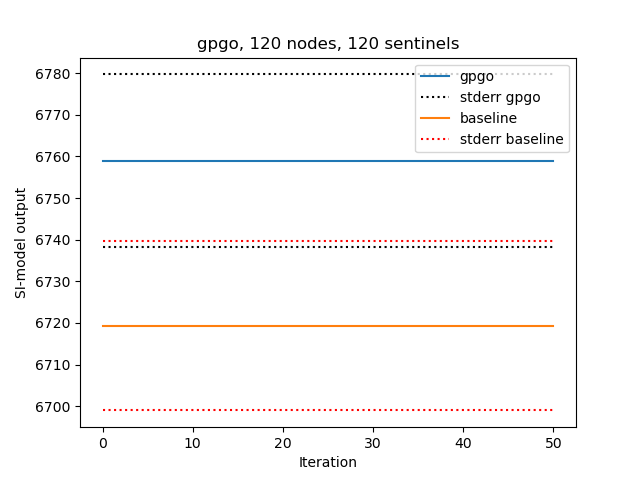 gpgo, 120 nodes, 120 sentinels
6780
6770
6760
6750
6740
6730
6720
6710
6700
SI-model output
gpgo
stderr gpgo
baseline
stderr baseline
0 10 20 30 40 50
Iteration